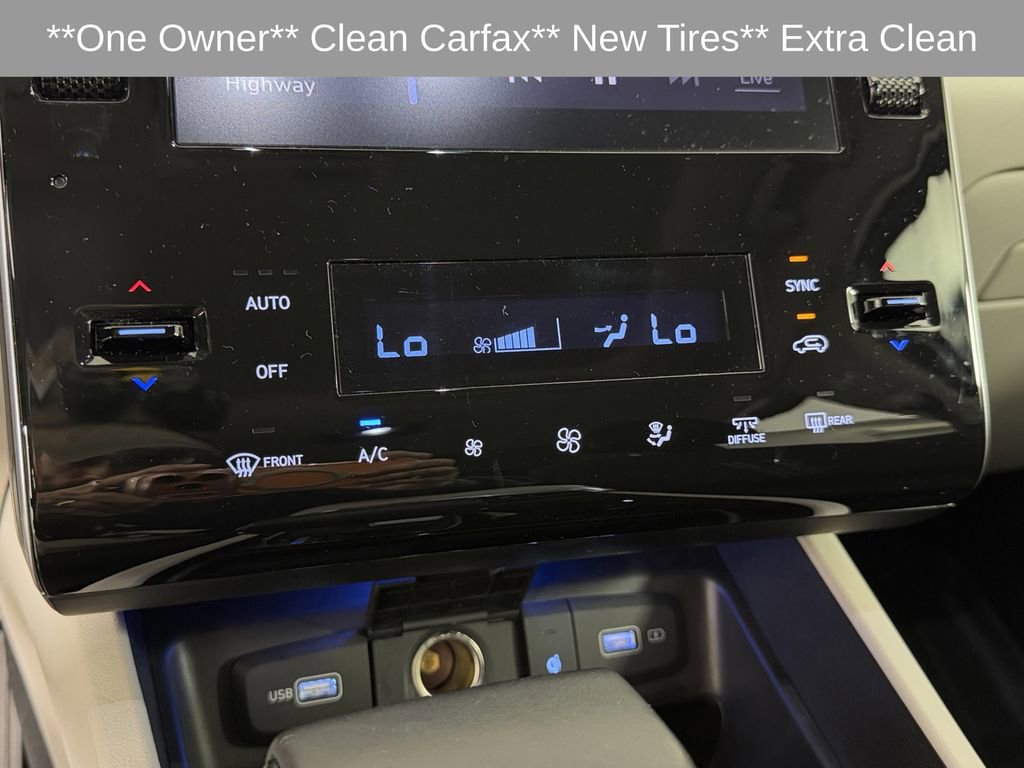 **One Owner** Clean Carfax** New Tires** Extra Clean
Highway
Live
AUTO
SYNC
Lo
Lo
OFF
FRONT
A/C
DIFFUSE
REAR
USB